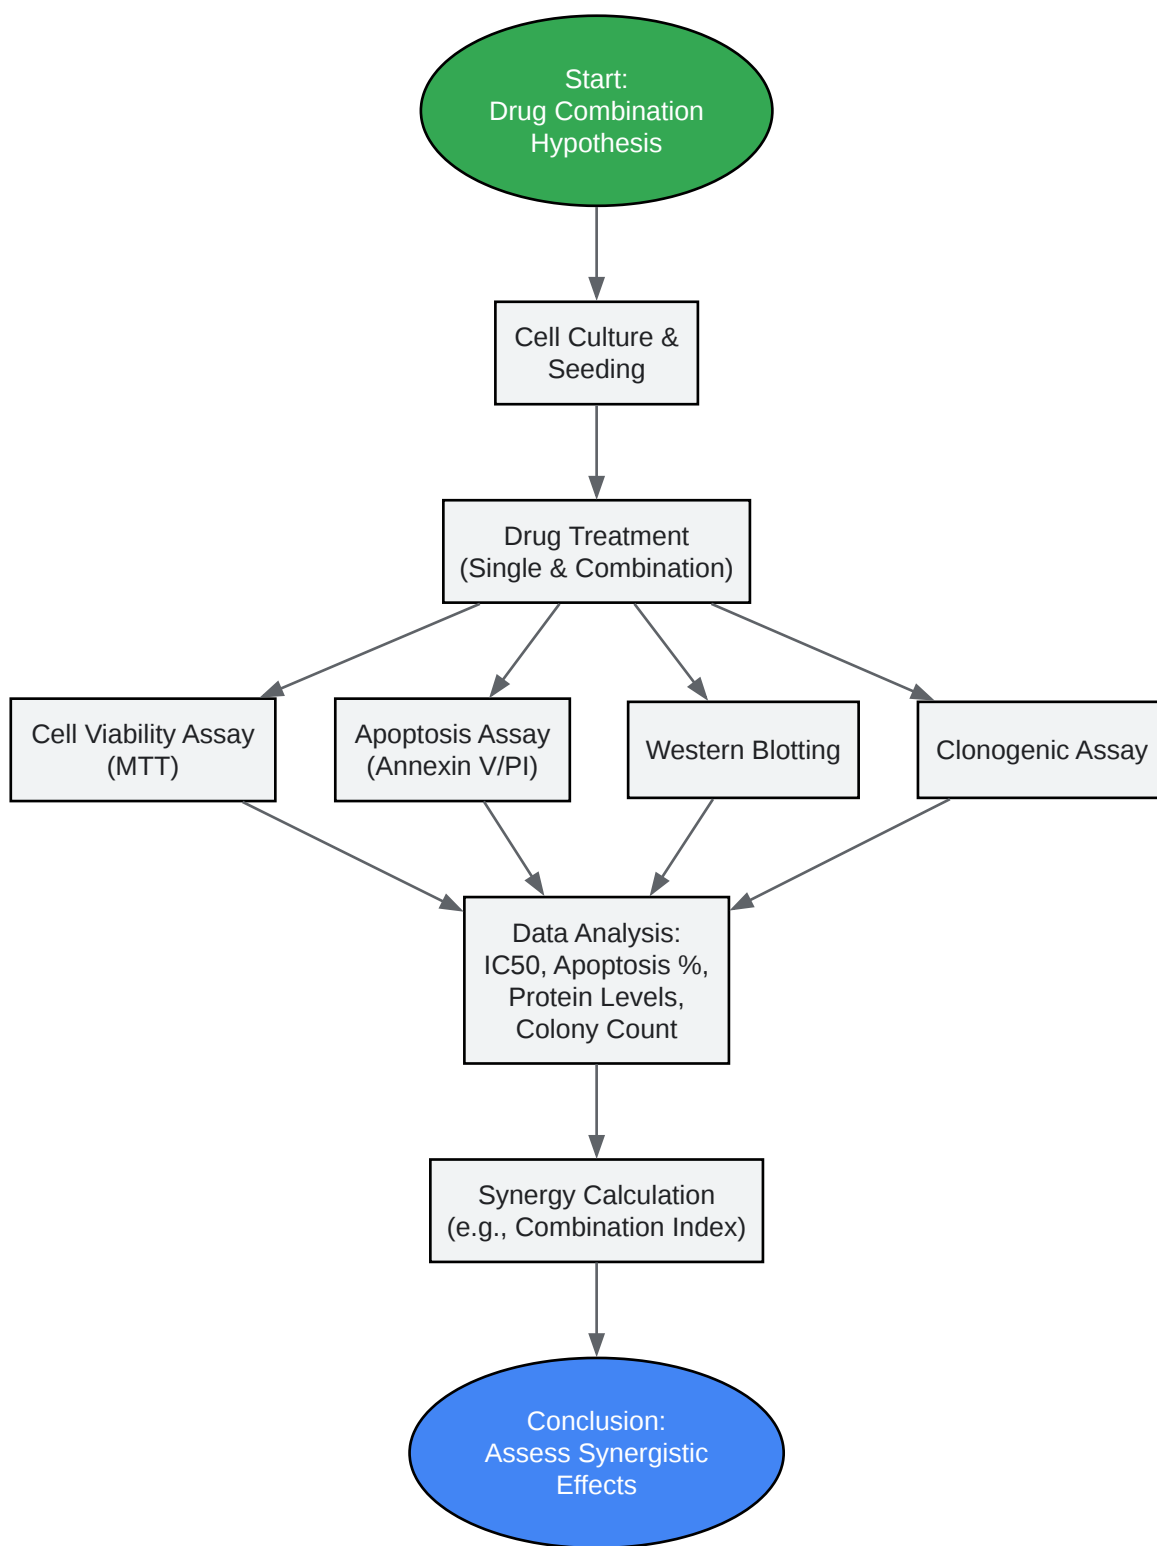 Start:
Drug Combination
Hypothesis
Cell Culture &
Seeding
Drug Treatment
(Single & Combination)
Cell Viability Assay
(MTT)
Apoptosis Assay
(Annexin V/PI)
Western Blotting
Clonogenic Assay
Data Analysis:
IC50, Apoptosis %,
Protein Levels,
Colony Count
Synergy Calculation
(e.g., Combination Index)
Conclusion:
Assess Synergistic
Effects